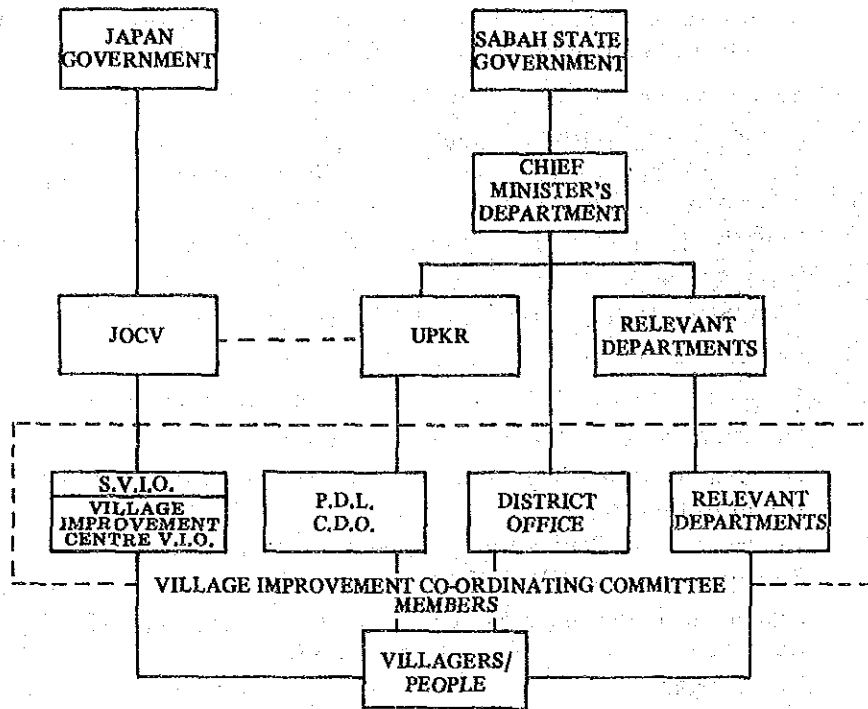 JAPAN
GOVERNMENT
SABAH STATE
GOVERNMENT
CHIEF
MINISTER'S
DEPARTMENT
JOCV
UPKR
RELEVANT
DEPARTMENTS
S.V.I.O.
VILLAGE
IMPROVEMENT
CENTRE V.I.O.
P.D.L.
C.D.O.
DISTRICT
OFFICE
RELEVANT
DEPARTMENTS
VILLAGE IMPROVEMENT CO-ORDINATING COMMITTEE
MEMBERS
VILLAGERS/
PEOPLE